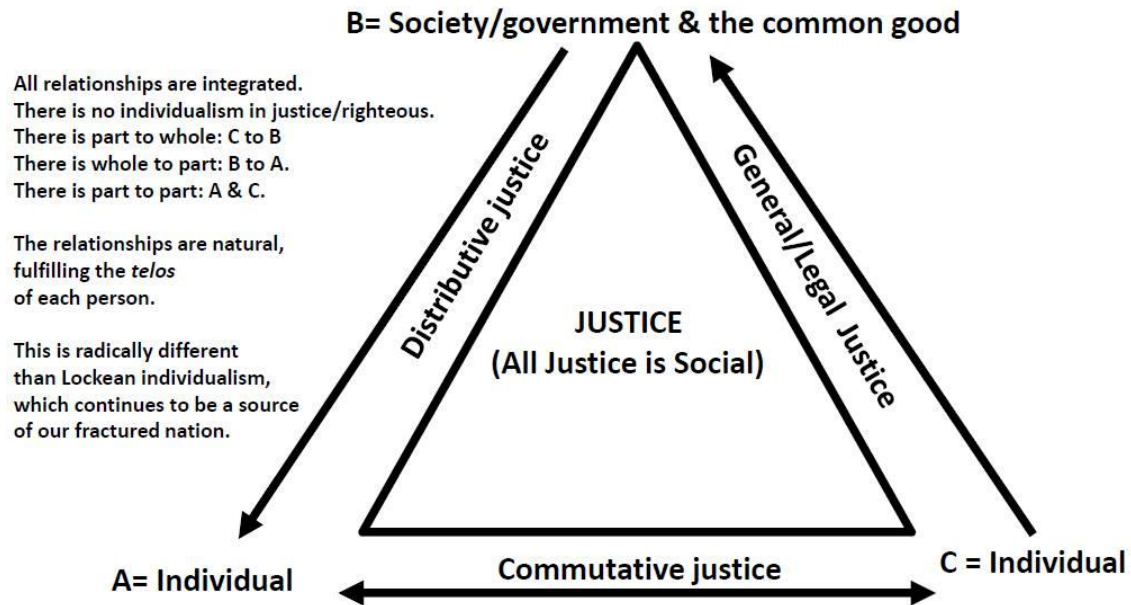 B= Society/government & the common good
All relationships are integrated.
There is no individualism in justice/righteous.
There is part to whole: C to B
There is whole to part: B to A.
There is part to part: A & C.
The relationships are natural,
fulfilling the telos
of each person.
This is radically different
than Lockean individualism,
which continues to be a source
of our fractured nation.
Distributive justice
General/Legal Justice
JUSTICE
(All Justice is Social)
A= Individual
Commutative justice
C = Individual